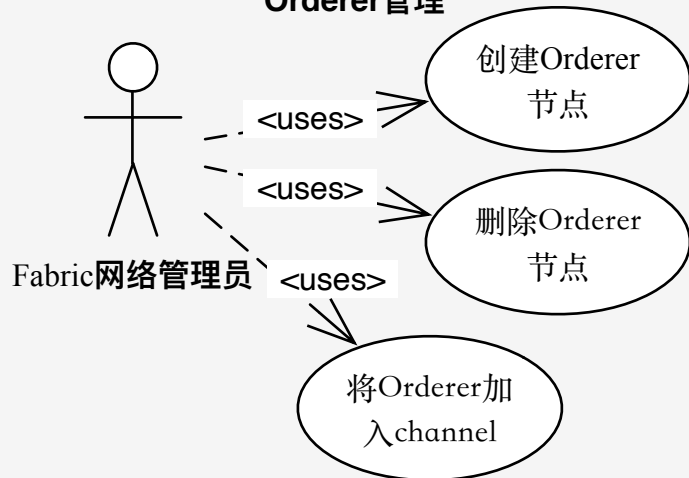 Orderer管理
创建Orderer
节点
<uses>
<uses>
删除Orderer
节点
Fabric网络管理员
<uses>
将Orderer加
入channel